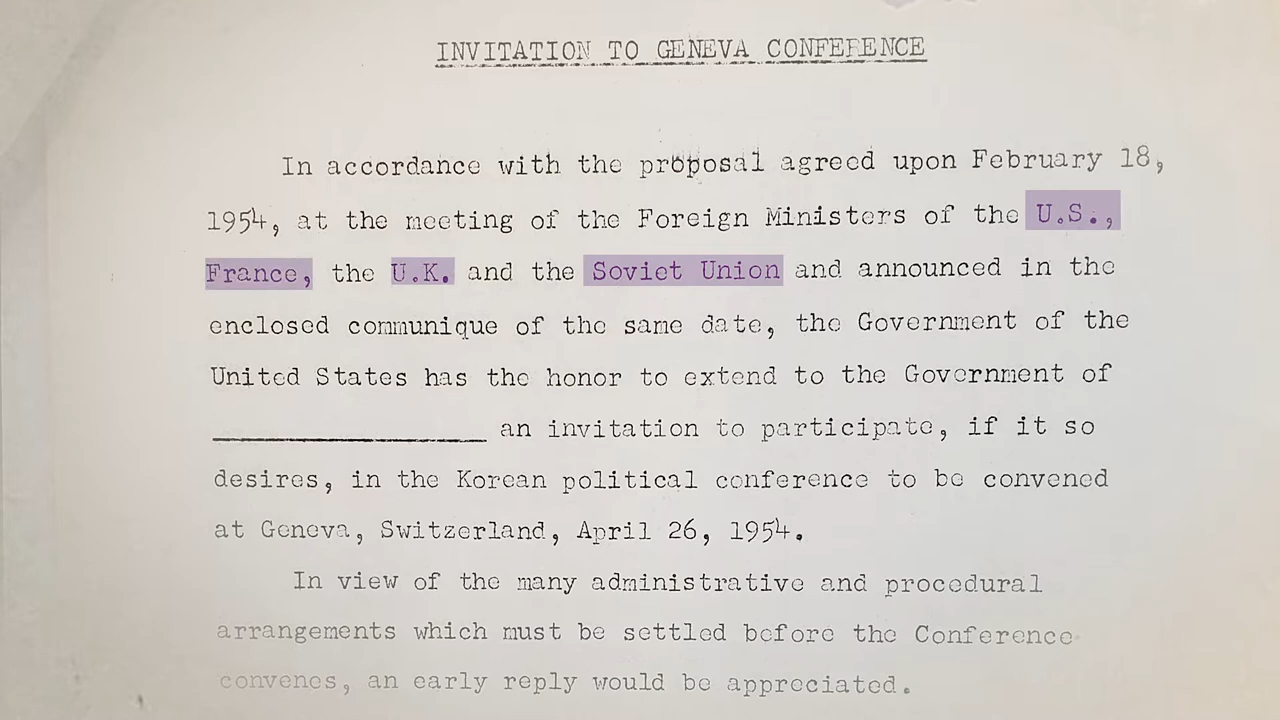 INVITATION TO GENEVA CONFERENCE
In accordance with the proposal agreed upon February 18,
1954, at the meeting of the Foreign Ministers of the U.S.,
France, the U.K. and the Soviet Union and announced in the
enclosed communique of the same date, the Government of the
United States has the honor to extend to the Government of
_______________ an invitation to participate, if it so
desires, in the Korean political conference to be convened
at Geneva, Switzerland, April 26, 1954.
In view of the many administrative and procedural
arrangements which must be settled before the Conference
convenes, an early reply would be appreciated.